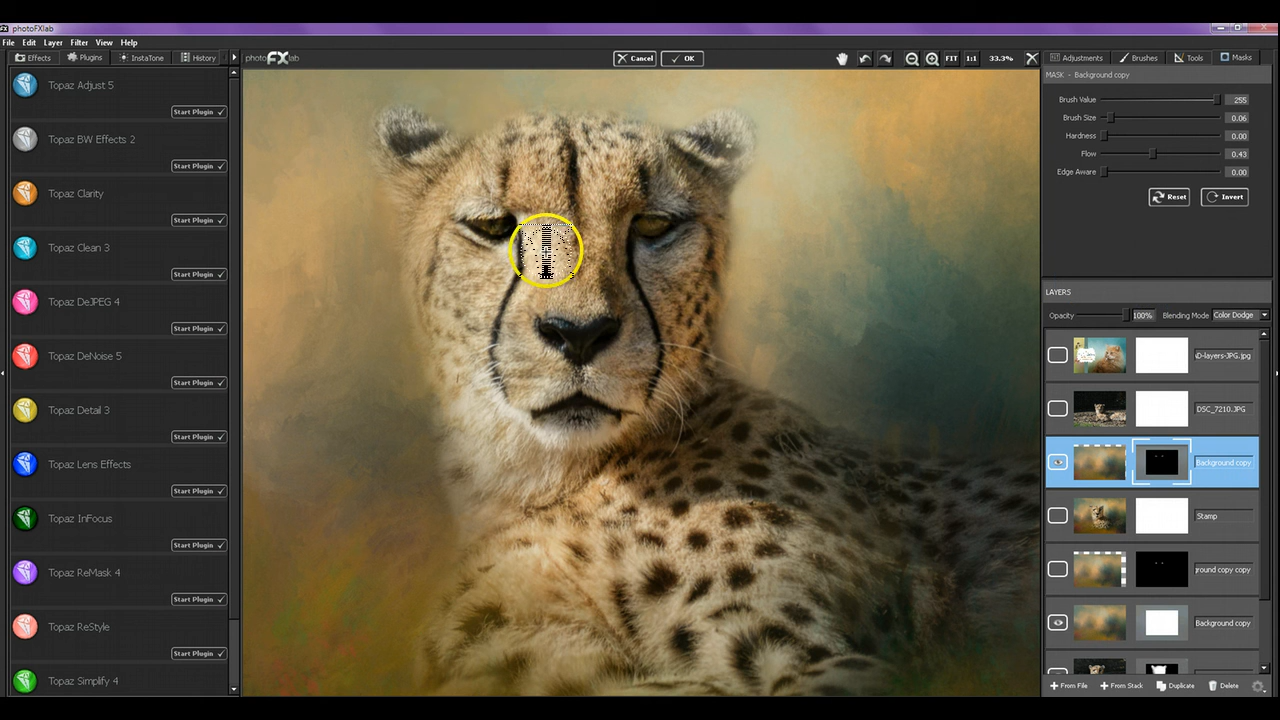 photoFXlab
File Edit Layer Filter View Help
Effects Plugins InstaTone History
photo FX lab
Cancel OK
FIT 1:1 33.3%
Adjustments Brushes Tools Masks
MASK - Background copy
Brush Value 255
Brush Size 0.06
Hardness 0.00
Flow 0.43
Edge Aware 0.00
Reset Invert
Topaz Adjust 5
Start Plugin
Topaz BW Effects 2
Start Plugin
Topaz Clarity
Start Plugin
Topaz Clean 3
Start Plugin
Topaz DeJPEG 4
Start Plugin
Topaz DeNoise 5
Start Plugin
Topaz Detail 3
Start Plugin
Topaz Lens Effects
Start Plugin
Topaz InFocus
Start Plugin
Topaz ReMask 4
Start Plugin
Topaz ReStyle
Start Plugin
Topaz Simplify 4
LAYERS
Opacity 100% Blending Mode Color Dodge
D-layers-JPG.jpg
DSC_7210.JPG
Background copy
Stamp
round copy copy
Background copy
From File From Stack Duplicate Delete